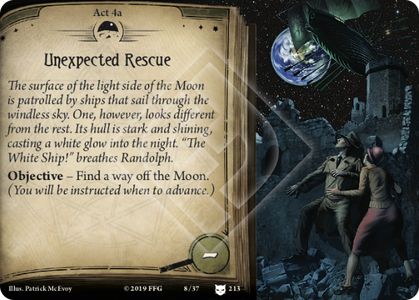 Act 4a
Unexpected Rescue
The surface of the light side of the Moon
is patrolled by ships that sail through the
windless sky. One, however, looks different
from the rest. Its hull is stark and shining,
casting a white glow into the night. “The
White Ship!” breathes Randolph.
Objective – Find a way off the Moon.
(You will be instructed when to advance.)
–
Illus. Patrick McEvoy
© 2019 FFG
8/37
213